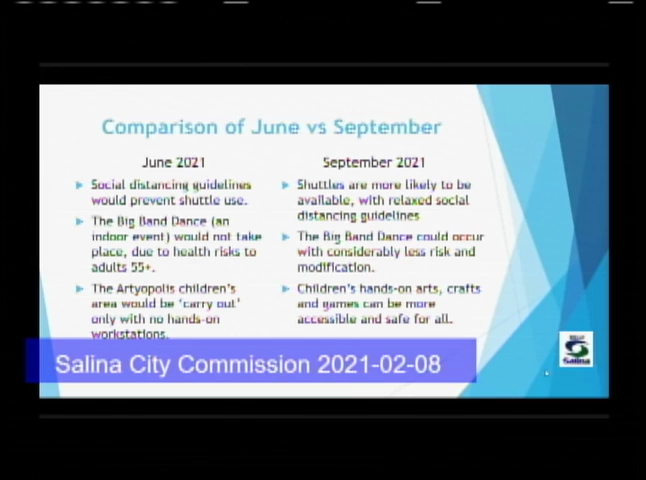 Comparison of June vs September
June 2021
Social distancing guidelines
would prevent shuttle use.
The Big Band Dance (an
indoor event) would not take
place, due to health risks to
adults 55+.
The Artyopolis children's
area would be 'carry out'
only with no hands-on
workstations.
September 2021
Shuttles are more likely to be
available, with relaxed social
distancing guidelines
The Big Band Dance could occur
with considerably less risk and
modification.
Children's hands-on arts, crafts
and games can be more
accessible and safe for all.
Salina
Salina City Commission 2021-02-08